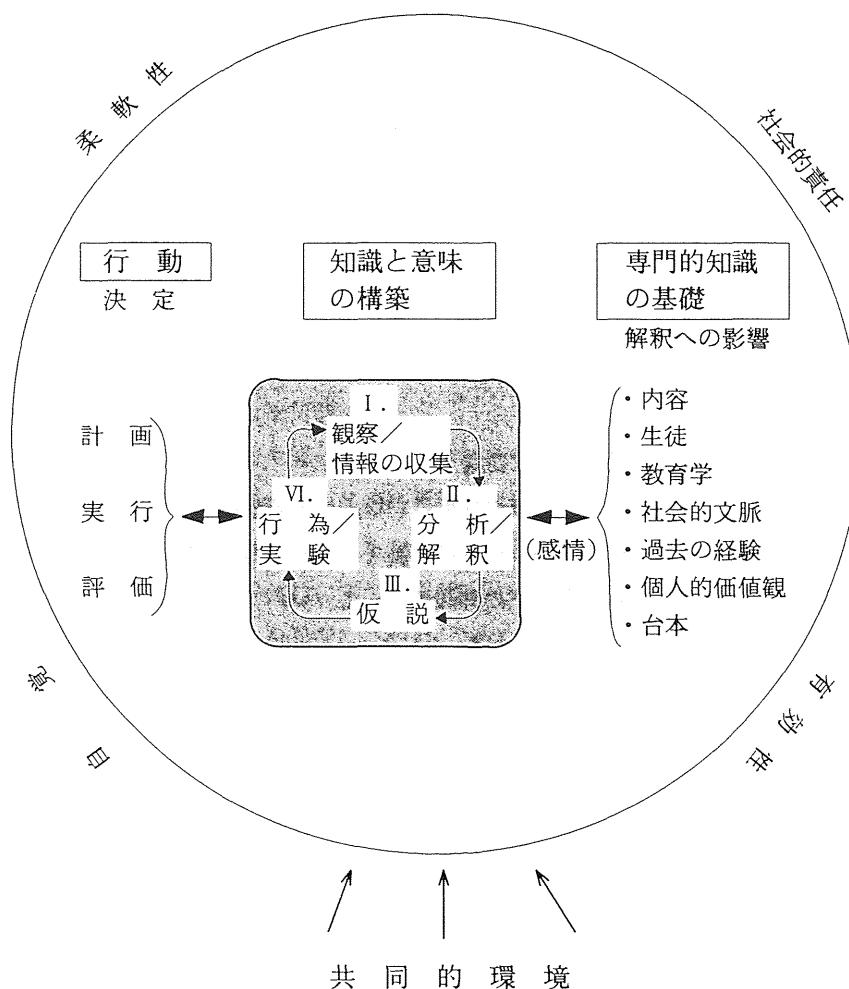 柔軟性
社会的責任
行動
決定
知識と意味
の構築
専門的知識
の基礎
解釈への影響
計画
実行
評価
Ⅰ.
観察／
情報の収集
Ⅱ.
分析／
解釈
Ⅲ.
仮説
Ⅵ.
行為／
実験
(感情)
・内容
・生徒
・教育学
・社会的文脈
・過去の経験
・個人的価値観
・台本
自覚
有効性
共同的環境